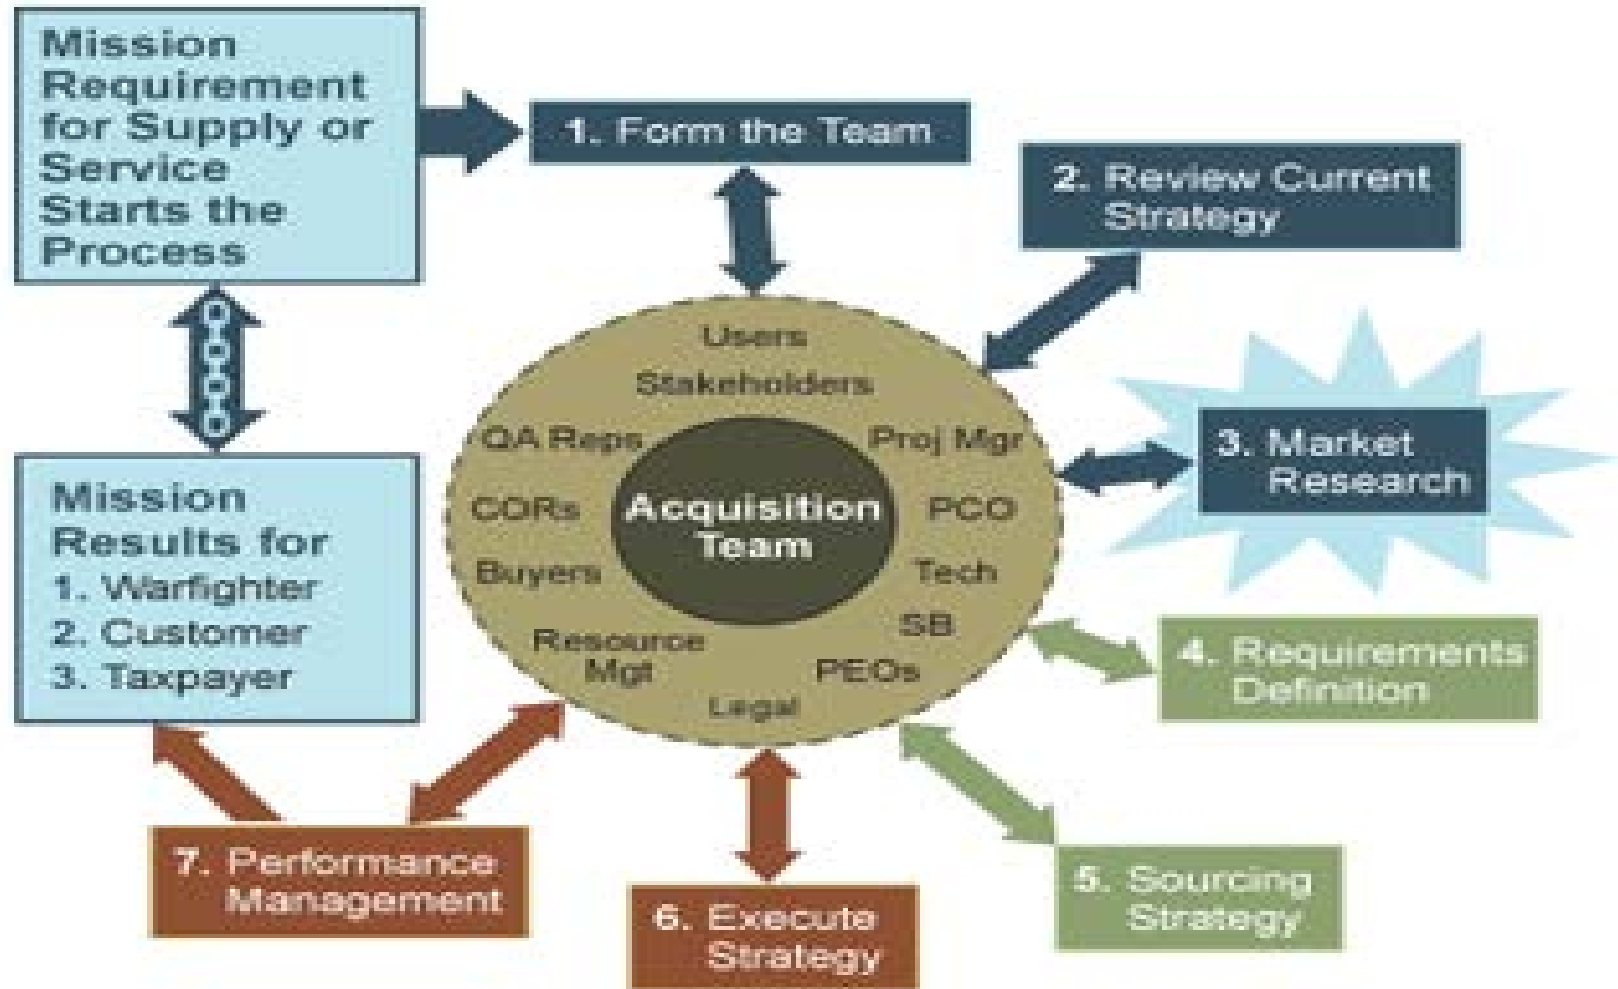 Mission
Requirement
for Supply or
Service
Starts the
Process
1. Form the Team
2. Review Current
Strategy
3. Market
Research
4. Requirements
Definition
5. Sourcing
Strategy
6. Execute
Strategy
7. Performance
Management
Mission
Results for
1. Warfighter
2. Customer
3. Taxpayer
Users
Stakeholders
QA Reps
Proj Mgr
CORs
PCO
Buyers
Tech
SB
Resource
Mgt
PEOs
Legal
Acquisition
Team